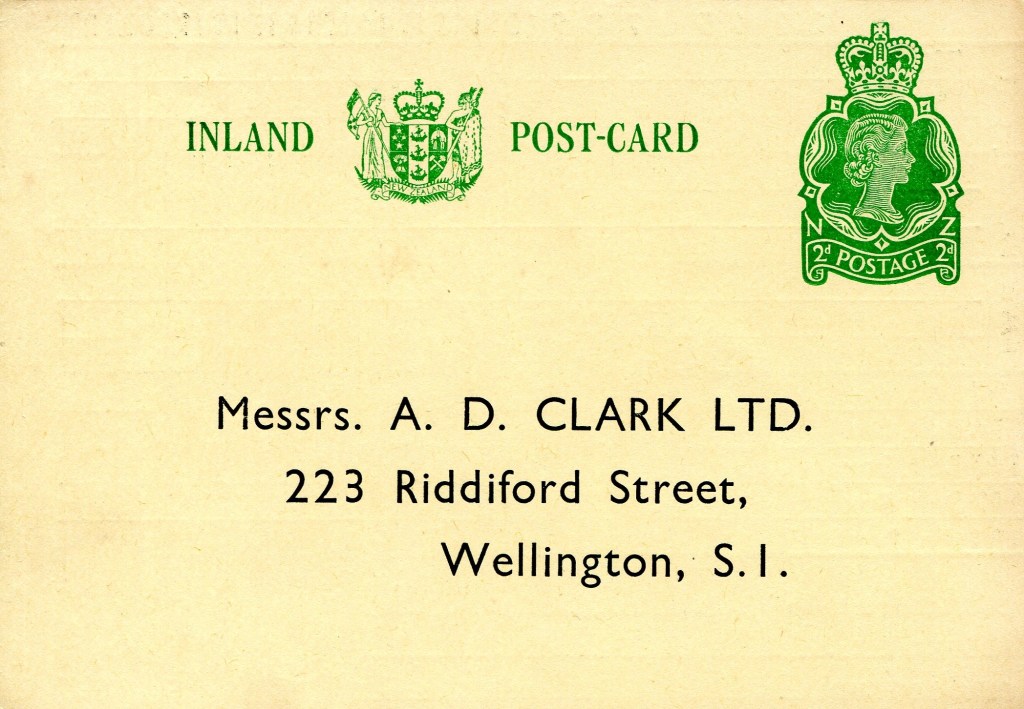 INLAND POST-CARD
NEW ZEALAND
N Z
2d POSTAGE 2d
Messrs. A. D. CLARK LTD.
223 Riddiford Street,
Wellington, S.1.